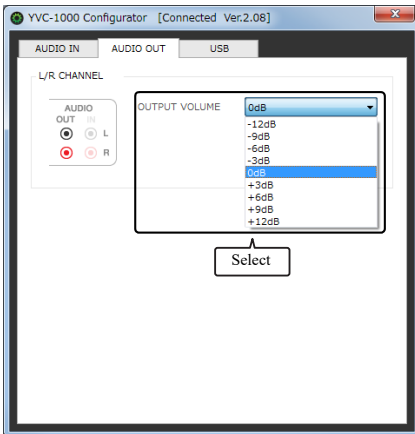 YVC-1000 Configurator [Connected Ver.2.08]
AUDIO IN AUDIO OUT USB
L/R CHANNEL
AUDIO
OUT IN
L
R
OUTPUT VOLUME 0dB
-12dB
-9dB
-6dB
-3dB
0dB
+3dB
+6dB
+9dB
+12dB
Select